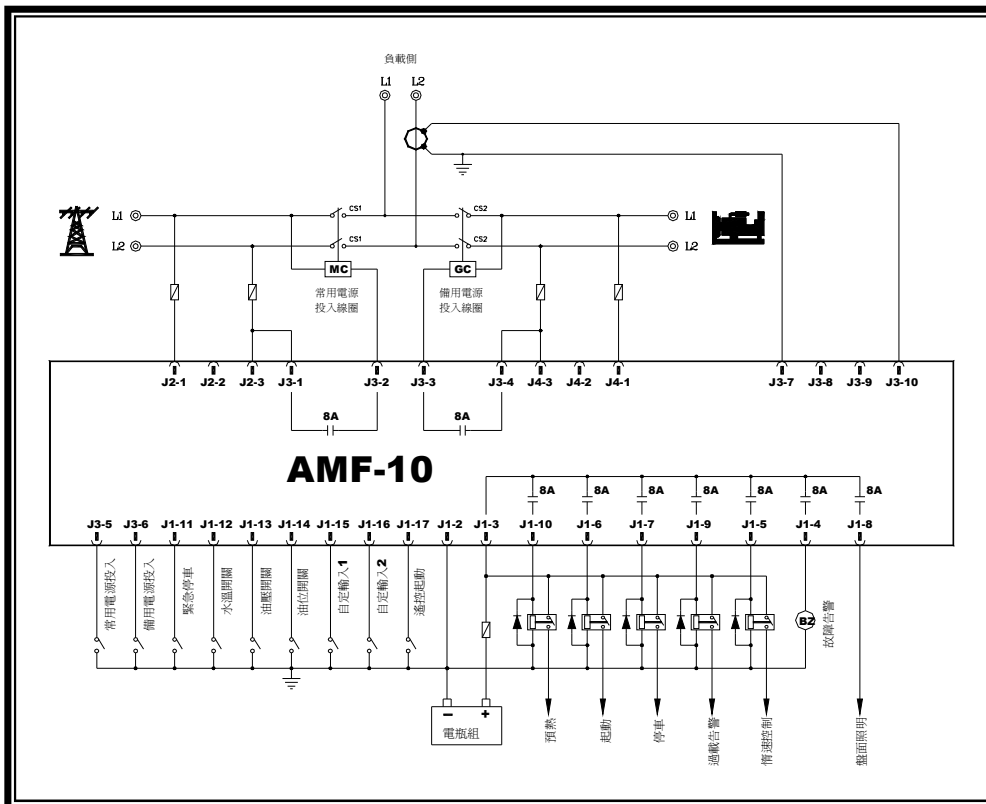 負載側
L1 L2
L1 CS1 CS2 L1
L2 CS1 CS2 L2
MC GC
常用電源 備用電源
投入線圈 投入線圈
J2-1 J2-2 J2-3 J3-1 J3-2 J3-3 J3-4 J4-3 J4-2 J4-1 J3-7 J3-8 J3-9 J3-10
8A 8A
AMF-10
8A 8A 8A 8A 8A 8A 8A
J3-5 J3-6 J1-11 J1-12 J1-13 J1-14 J1-15 J1-16 J1-17 J1-2 J1-3 J1-10 J1-6 J1-7 J1-9 J1-5 J1-4 J1-8
常用電源投入
備用電源投入
緊急停車
水溫開關
油壓開關
油位開關
自定輸入1
自定輸入2
遙控起動
BZ
故障告警
－ ＋
電瓶組
預熱
起動
停車
過載告警
惰速控制
盤面照明